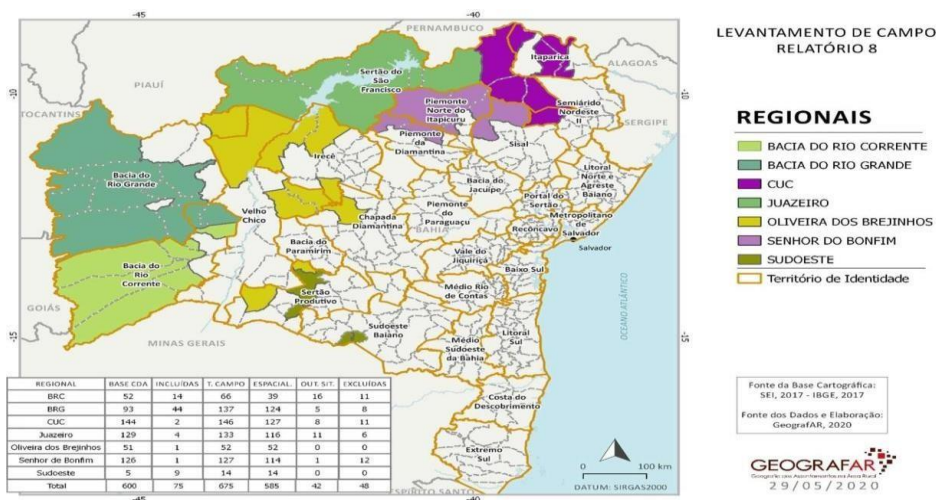 -45
-40
PERNAMBUCO
LEVANTAMENTO DE CAMPO
RELATÓRIO 8
Itaparica
ALAGOAS
Sertão do
São
Francisco
PIAUÍ
-10
-10
TOCANTINS
Piemonte
Norte do
Itapicuru
Semiárido
Nordeste
II
SERGIPE
REGIONAIS
BACIA DO RIO CORRENTE
BACIA DO RIO GRANDE
CUC
JUAZEIRO
OLIVEIRA DOS BREJINHOS
SENHOR DO BONFIM
SUDOESTE
Território de Identidade
Piemonte
da
Diamantina
Sisal
Irecê
Bacia do
Rio Grande
Bacia do
Jacuípe
Litoral
Norte e
Agreste
Baiano
Portal do
Sertão
Velho
Chico
Chapada
Diamantina
Piemonte
do
Paraguaçu
BAHIA
Recôncavo
Metropolitano
de
Salvador
Salvador
Bacia do
Paramirim
Vale do
Jiquiriçá
Baixo Sul
Bacia do
Rio
Corrente
Sertão
Produtivo
Médio Rio
de Contas
OCEANO ATLÂNTICO
GOIÁS
-15
-15
MINAS GERAIS
Sudoeste
Baiano
Médio
Sudoeste
da Bahia
Litoral
Sul
Costa do
Descobrimento
Extremo
Sul
REGIONAL BASE CDA INCLUÍDAS T. CAMPO ESPACIAL. OUT. SIT. EXCLUÍDAS
BRC 52 14 66 39 16 11
BRG 93 44 137 124 5 8
CUC 144 2 146 127 8 11
Juazeiro 129 4 133 116 11 6
Oliveira dos Brejinhos 51 1 52 52 0 0
Senhor de Bonfim 126 1 127 114 1 12
Sudoeste 5 9 14 14 0 0
Total 600 75 675 585 42 48
-45
ESPÍRITO SANTO
-40
0 100 km
DATUM: SIRGAS2000
Fonte da Base Cartográfica:
SEI, 2017 - IBGE, 2017
Fonte dos Dados e Elaboração:
GeografAR, 2020
GEOGRAFAR
29/05/2020